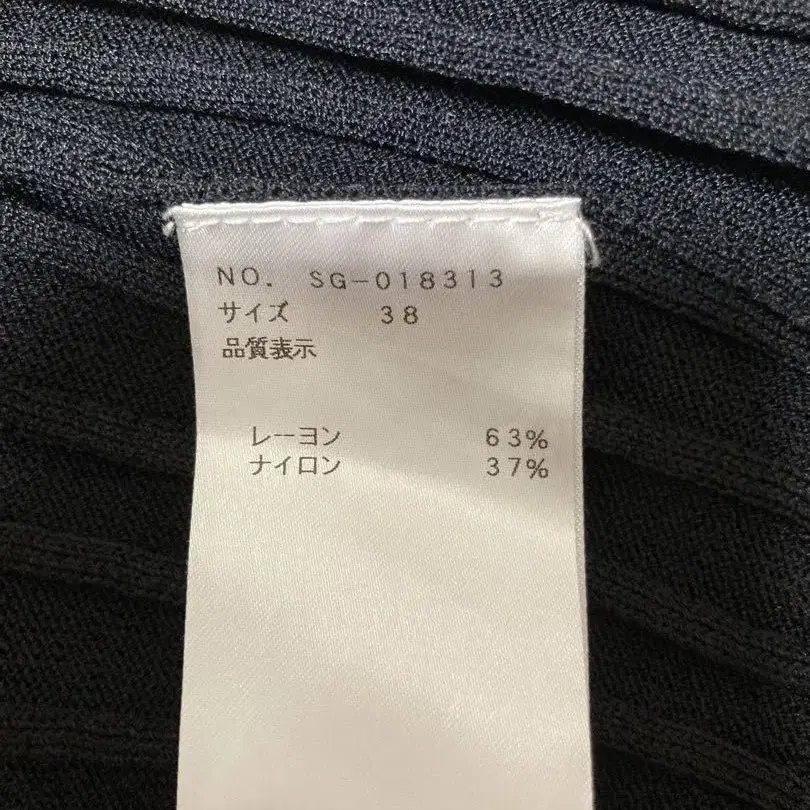 NO. SG-018313
サイズ 38
品質表示
レーヨン 63%
ナイロン 37%